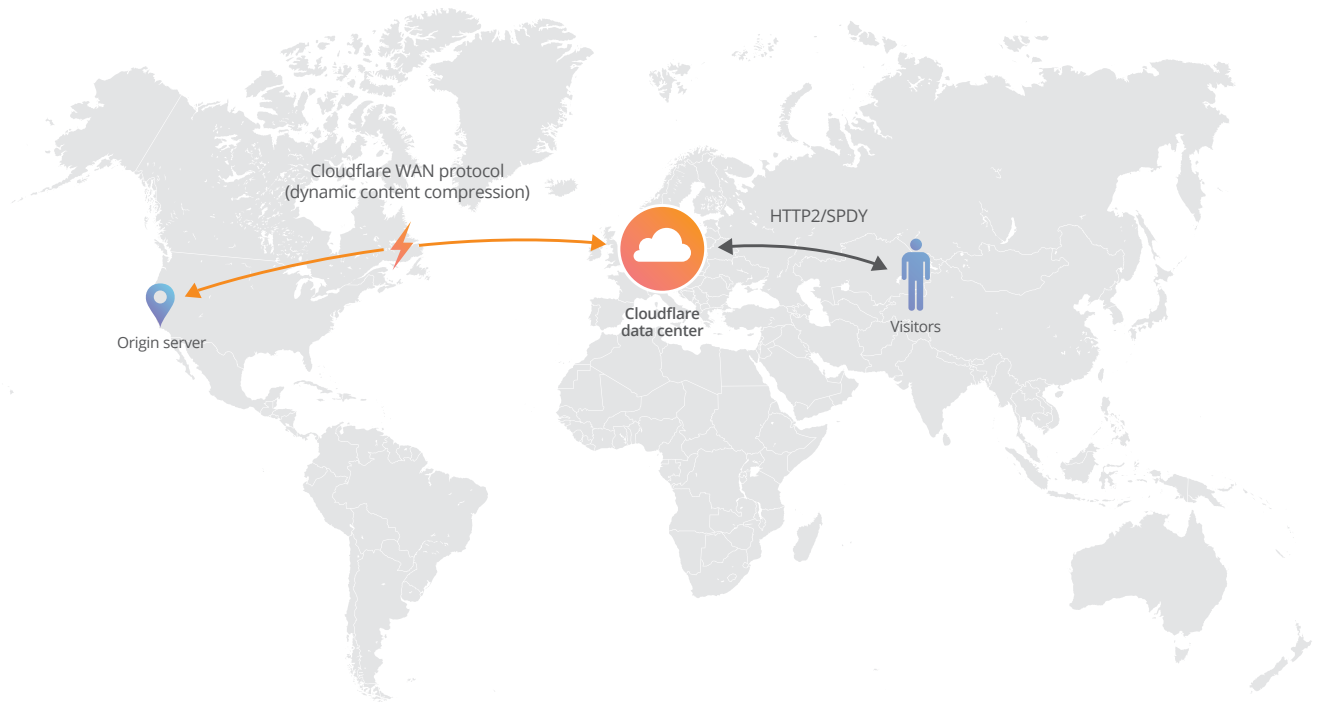 Cloudflare WAN protocol
(dynamic content compression)
HTTP2/SPDY
Cloudflare
data center
Visitors
Origin server